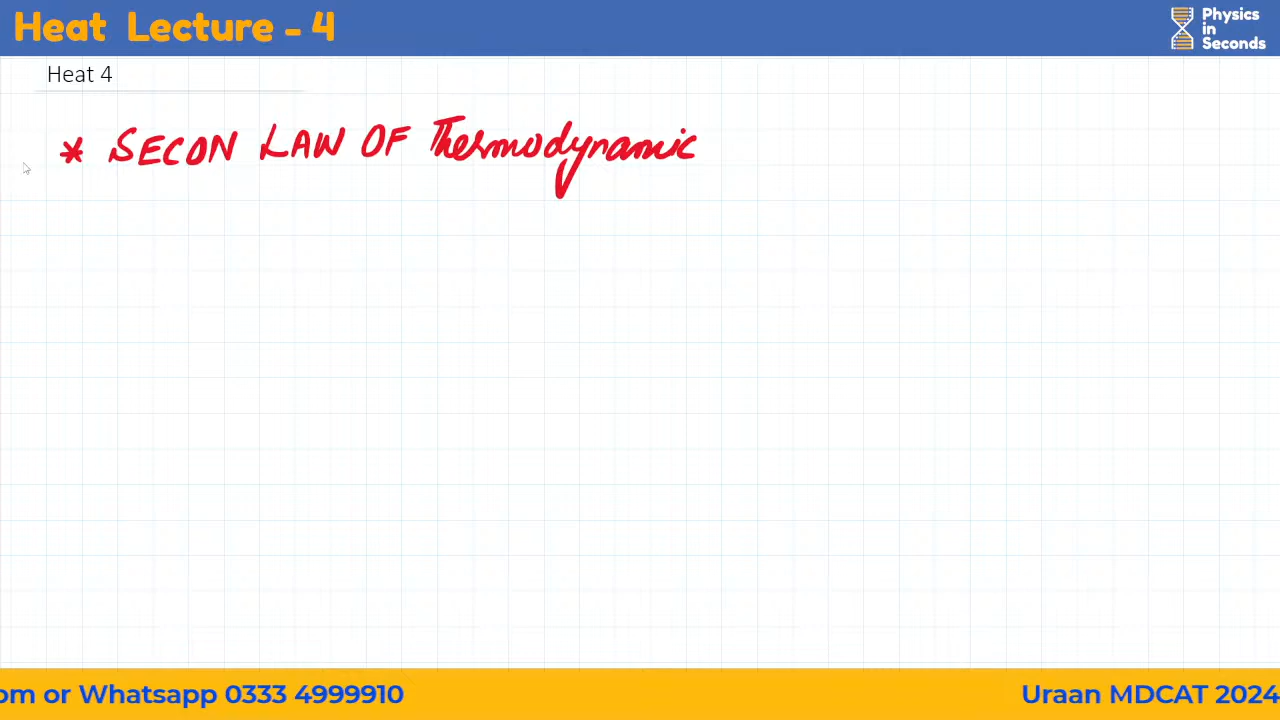 Heat Lecture - 4
Physics
in
Seconds
Heat 4
* SECON LAW OF Thermodynamic
om or Whatsapp 0333 4999910
Uraan MDCAT 2024